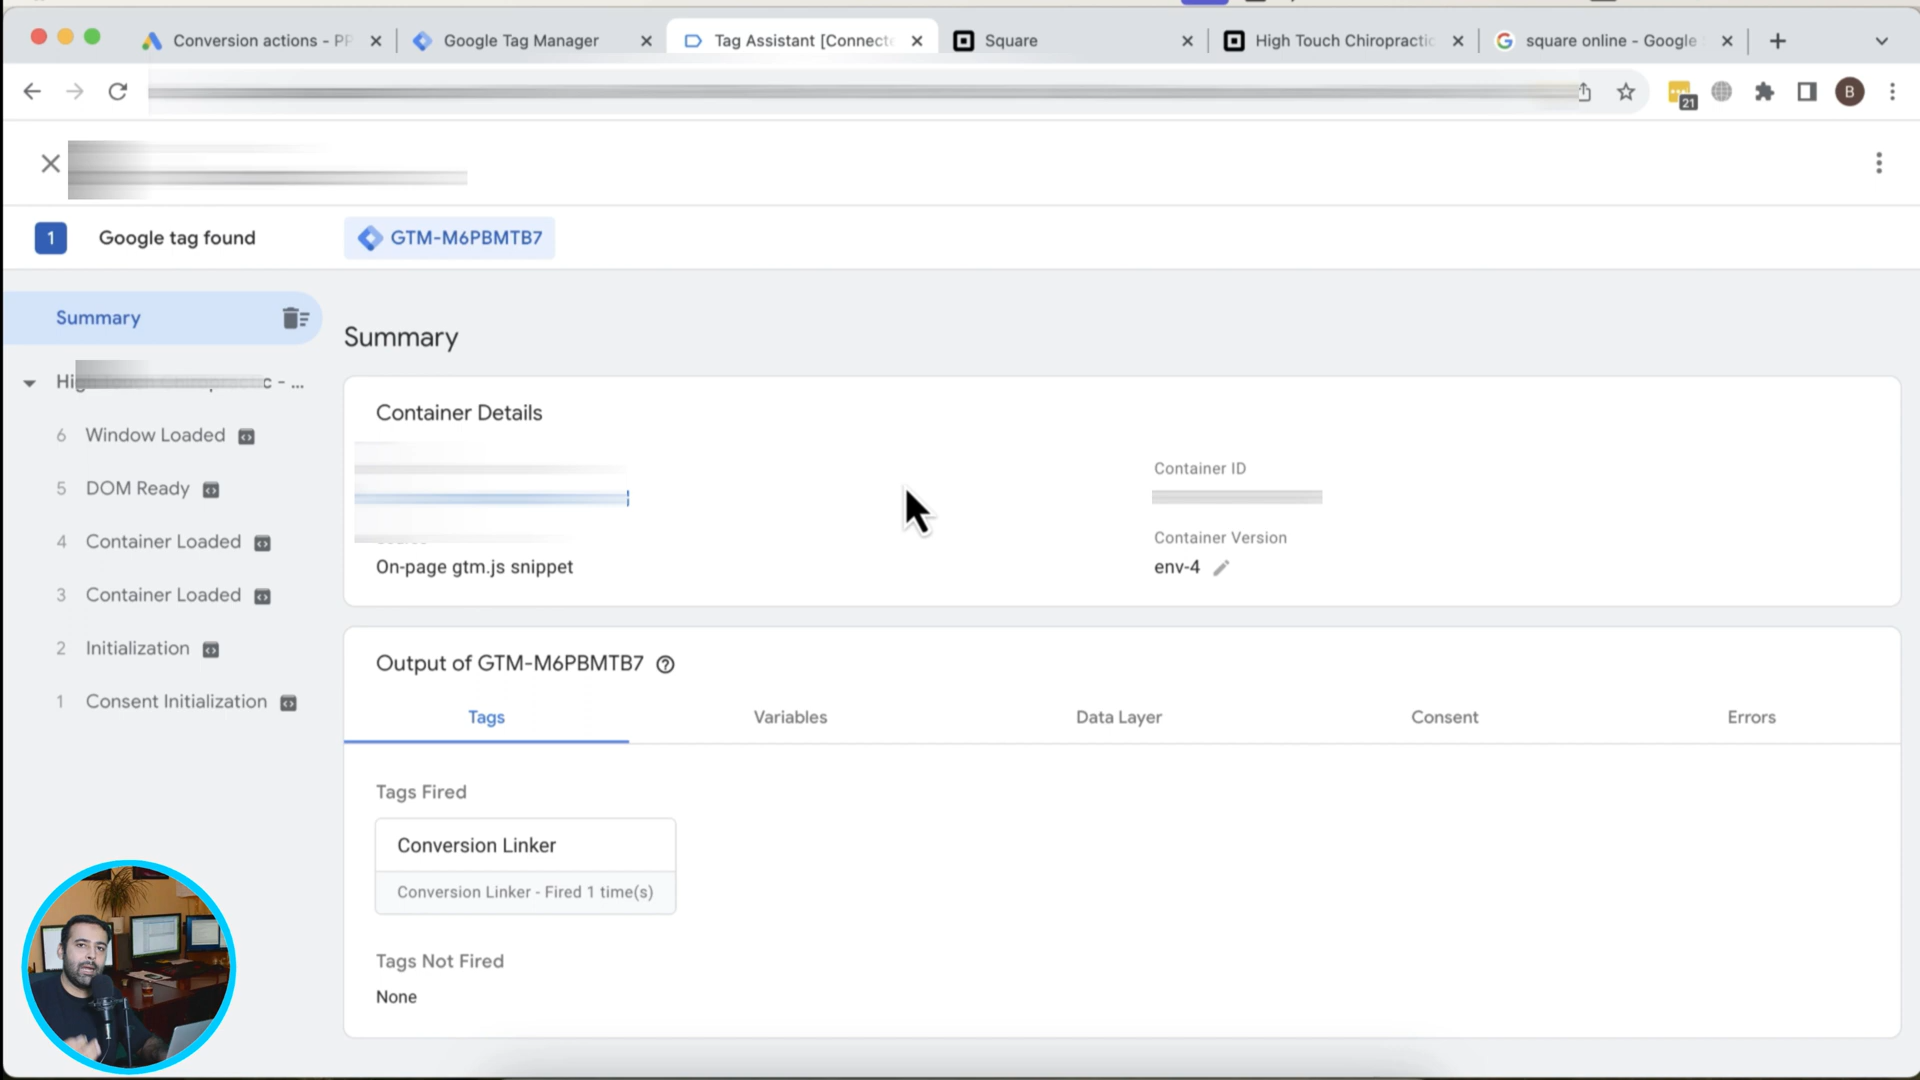 Conversion actions - PP
Google Tag Manager
Tag Assistant [Connecte
Square
High Touch Chiropractic
square online - Google
21
B
1
Google tag found
GTM-M6PBMTB7
Summary
Hi c - ...
6 Window Loaded
5 DOM Ready
4 Container Loaded
3 Container Loaded
2 Initialization
1 Consent Initialization
Summary
Container Details
Container ID
Container Version
On-page gtm.js snippet
env-4
Output of GTM-M6PBMTB7
Tags
Variables
Data Layer
Consent
Errors
Tags Fired
Conversion Linker
Conversion Linker - Fired 1 time(s)
Tags Not Fired
None